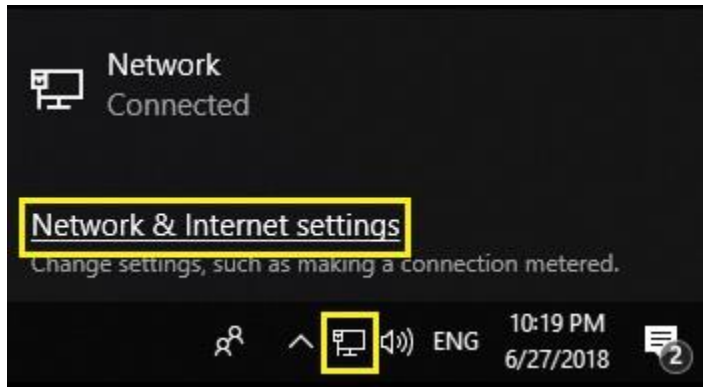 Network
Connected
Network & Internet settings
Change settings, such as making a connection metered.
ENG
10:19 PM
6/27/2018
2